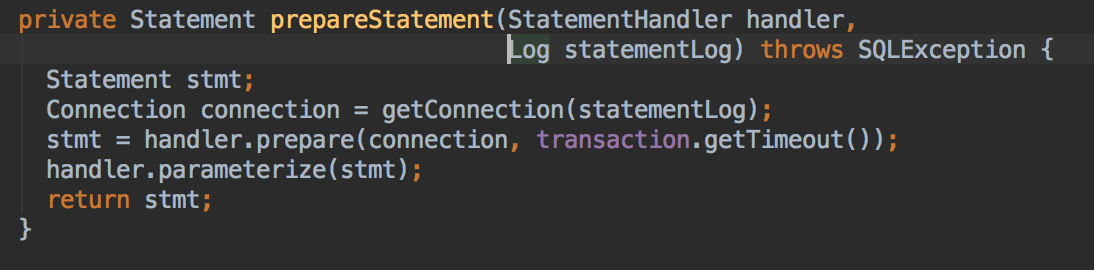 private Statement prepareStatement(StatementHandler handler,
Log statementLog) throws SQLException {
Statement stmt;
Connection connection = getConnection(statementLog);
stmt = handler.prepare(connection, transaction.getTimeout());
handler.parameterize(stmt);
return stmt;
}